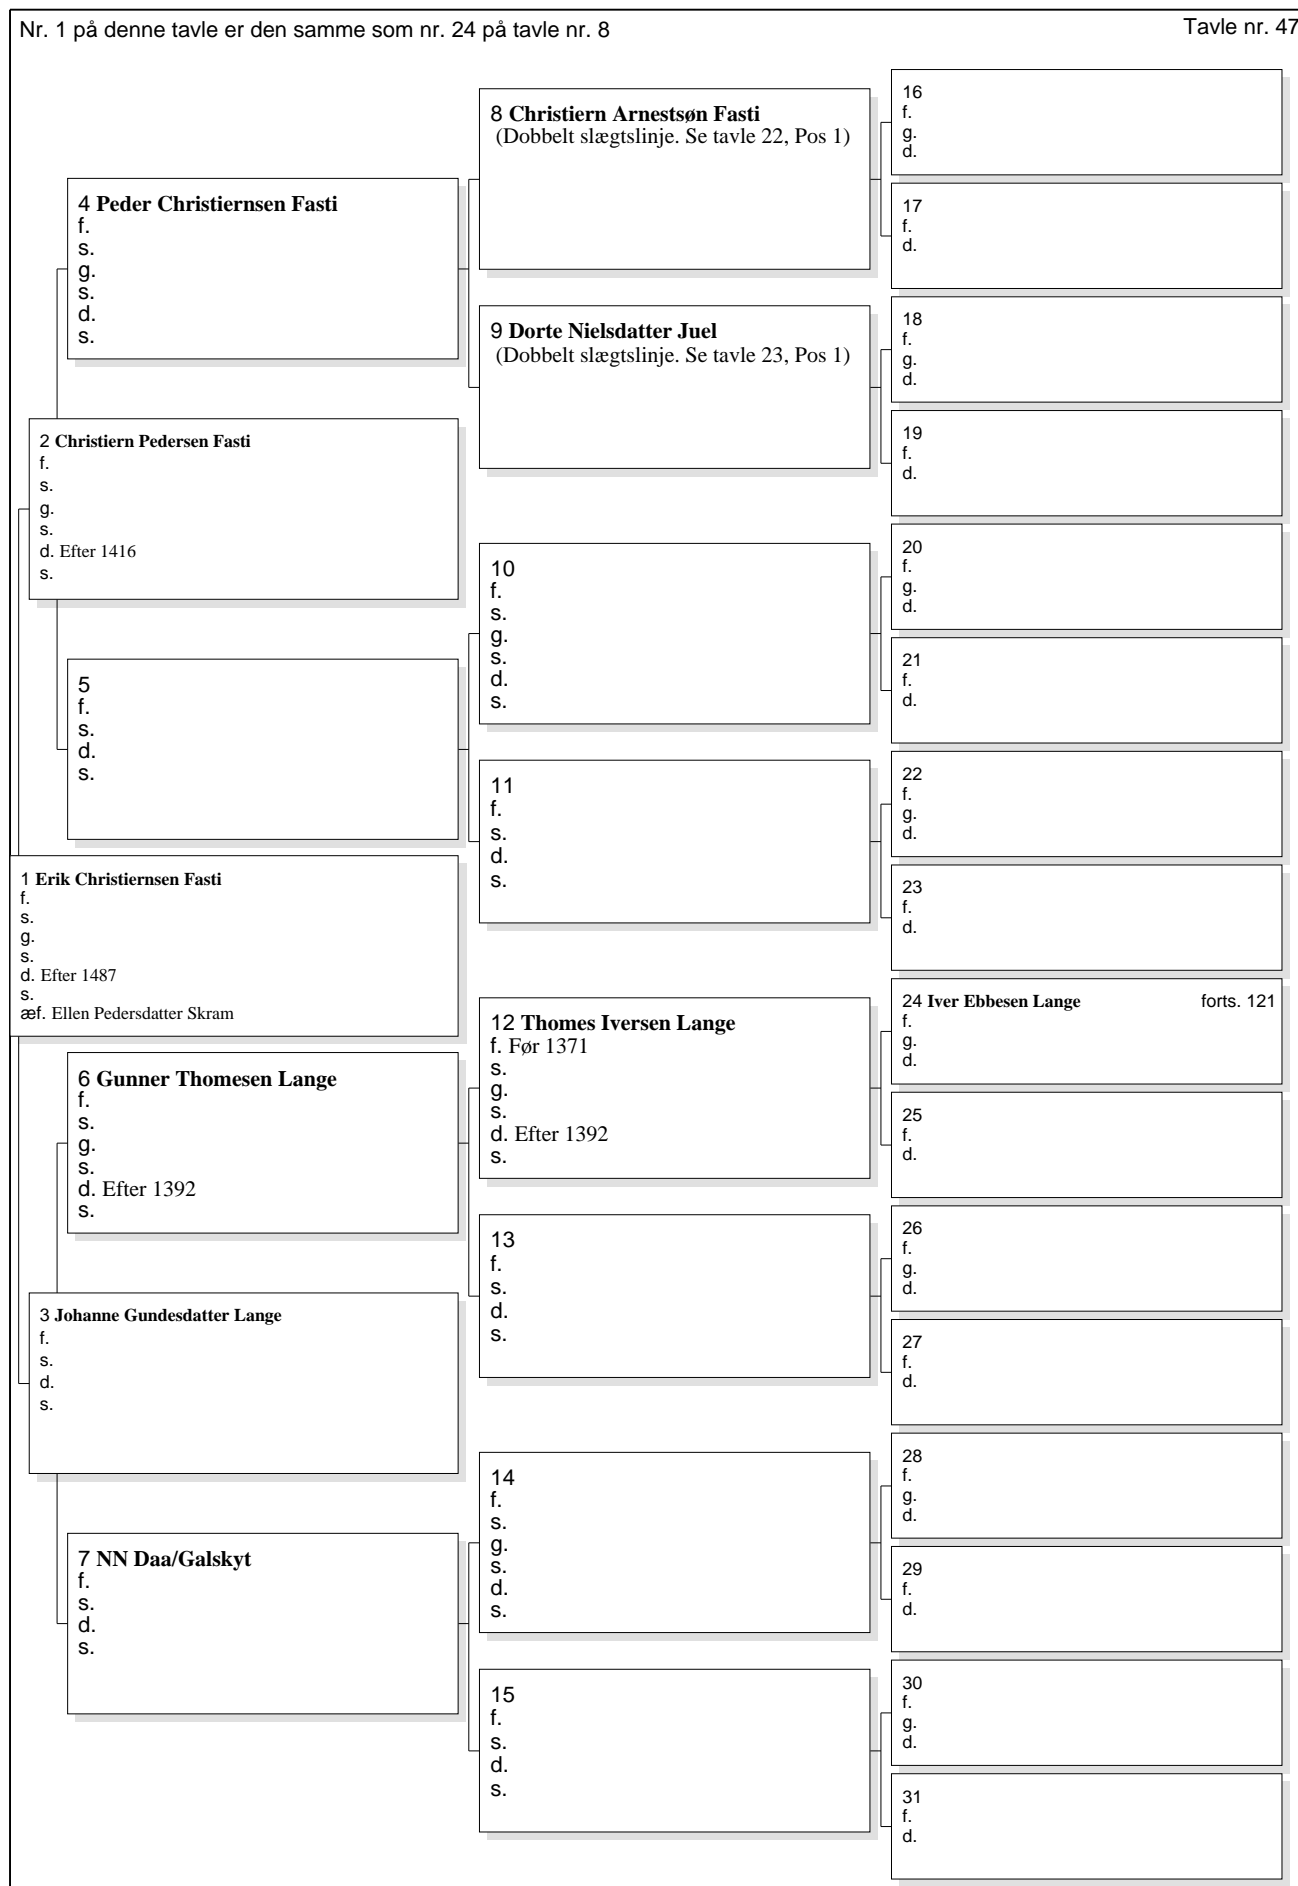 Nr. 1 på denne tavle er den samme som nr. 24 på tavle nr. 8
Tavle nr. 47
1 Erik Christiernsen Fasti
f.
s.
g.
s.
d. Efter 1487
s.
æf. Ellen Pedersdatter Skram
2 Christiern Pedersen Fasti
f.
s.
g.
s.
d. Efter 1416
s.
3 Johanne Gundesdatter Lange
f.
s.
d.
s.
4 Peder Christiernsen Fasti
f.
s.
g.
s.
d.
s.
5
f.
s.
d.
s.
6 Gunner Thomesen Lange
f.
s.
g.
s.
d. Efter 1392
s.
7 NN Daa/Galskyt
f.
s.
d.
s.
8 Christiern Arnestsøn Fasti
(Dobbelt slægtslinje. Se tavle 22, Pos 1)
9 Dorte Nielsdatter Juel
(Dobbelt slægtslinje. Se tavle 23, Pos 1)
10
f.
s.
g.
s.
d.
s.
11
f.
s.
d.
s.
12 Thomes Iversen Lange
f. Før 1371
s.
g.
s.
d. Efter 1392
s.
13
f.
s.
d.
s.
14
f.
s.
g.
s.
d.
s.
15
f.
s.
d.
s.
16
f.
g.
d.
17
f.
d.
18
f.
g.
d.
19
f.
d.
20
f.
g.
d.
21
f.
d.
22
f.
g.
d.
23
f.
d.
24 Iver Ebbesen Lange forts. 121
f.
g.
d.
25
f.
d.
26
f.
g.
d.
27
f.
d.
28
f.
g.
d.
29
f.
d.
30
f.
g.
d.
31
f.
d.